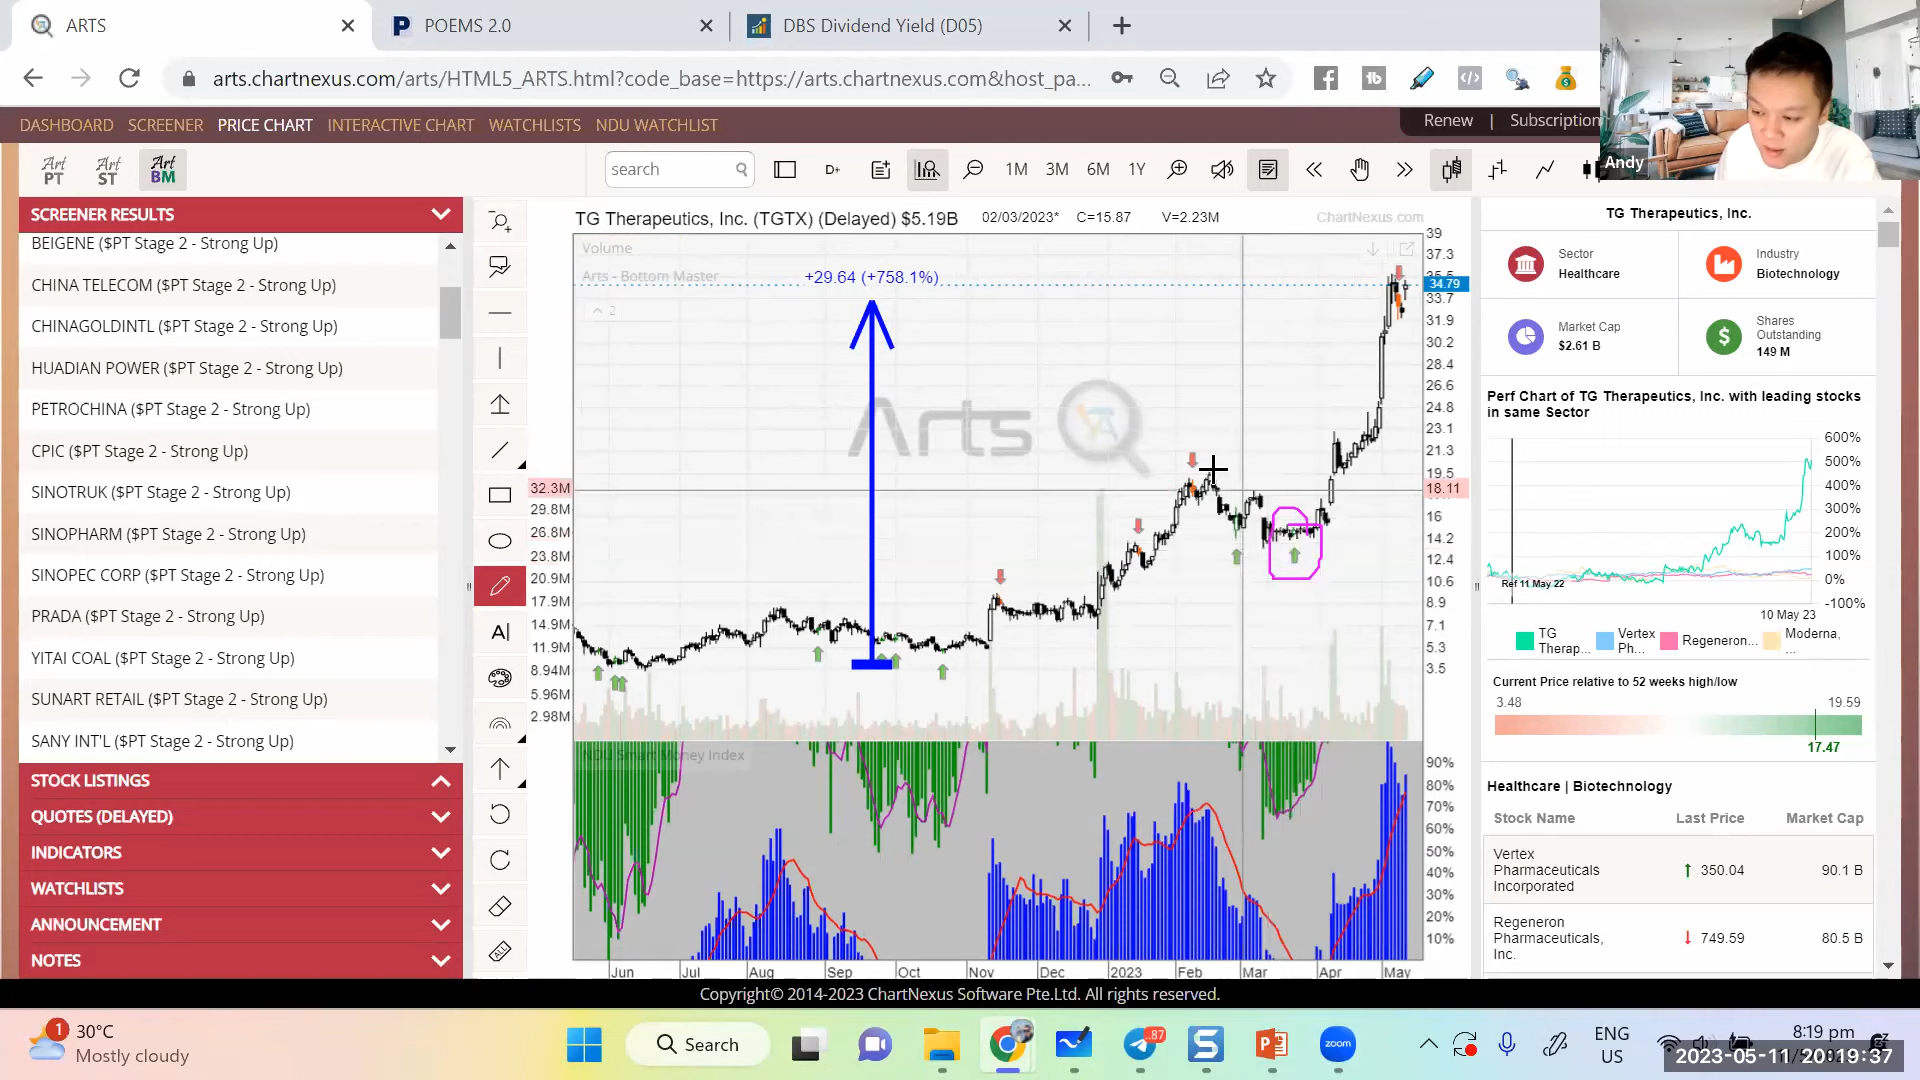 ARTS
POEMS 2.0
DBS Dividend Yield (D05)
arts.chartnexus.com/arts/HTML5_ARTS.html?code_base=https://arts.chartnexus.com&host_pa...
DASHBOARD SCREENER PRICE CHART INTERACTIVE CHART WATCHLISTS NDU WATCHLIST
Renew | Subscription
Andy
Art PT
Art ST
Art BM
search
D+
1M 3M 6M 1Y
SCREENER RESULTS
BEIGENE ($PT Stage 2 - Strong Up)
CHINA TELECOM ($PT Stage 2 - Strong Up)
CHINAGOLDINTL ($PT Stage 2 - Strong Up)
HUADIAN POWER ($PT Stage 2 - Strong Up)
PETROCHINA ($PT Stage 2 - Strong Up)
CPIC ($PT Stage 2 - Strong Up)
SINOTRUK ($PT Stage 2 - Strong Up)
SINOPHARM ($PT Stage 2 - Strong Up)
SINOPEC CORP ($PT Stage 2 - Strong Up)
PRADA ($PT Stage 2 - Strong Up)
YITAI COAL ($PT Stage 2 - Strong Up)
SUNART RETAIL ($PT Stage 2 - Strong Up)
SANY INT'L ($PT Stage 2 - Strong Up)
STOCK LISTINGS
QUOTES (DELAYED)
INDICATORS
WATCHLISTS
ANNOUNCEMENT
NOTES
A|
TG Therapeutics, Inc. (TGTX) (Delayed) $5.19B
02/03/2023* C=15.87 V=2.23M
ChartNexus.com
Volume
Arts - Bottom Master
2
+29.64 (+758.1%)
Arts
32.3M
29.8M
26.8M
23.8M
20.9M
17.9M
14.9M
11.9M
8.94M
5.96M
2.98M
39
37.3
35.5
34.79
33.7
31.9
30.2
28.4
26.6
24.8
23.1
21.3
19.5
18.11
16
14.2
12.4
10.6
8.9
7.1
5.3
3.5
NDU Smart Money Index
90%
80%
70%
60%
50%
40%
30%
20%
10%
Jun Jul Aug Sep Oct Nov Dec 2023 Feb Mar Apr May
TG Therapeutics, Inc.
Sector
Healthcare
Industry
Biotechnology
Market Cap
$2.61 B
Shares
Outstanding
149 M
Perf Chart of TG Therapeutics, Inc. with leading stocks
in same Sector
600%
500%
400%
300%
200%
100%
0%
-100%
Ref 11 May 22
10 May 23
TG
Therap...
Vertex
Ph...
Regeneron...
Moderna,
...
Current Price relative to 52 weeks high/low
3.48 19.59
17.47
Healthcare | Biotechnology
Stock Name Last Price Market Cap
Vertex
Pharmaceuticals
Incorporated
350.04 90.1 B
Regeneron
Pharmaceuticals,
Inc.
749.59 80.5 B
Copyright© 2014-2023 ChartNexus Software Pte.Ltd. All rights reserved.
1
30°C
Mostly cloudy
Search
87
zoom
ENG
US
8:19 pm
2023-05-11 20:19:37